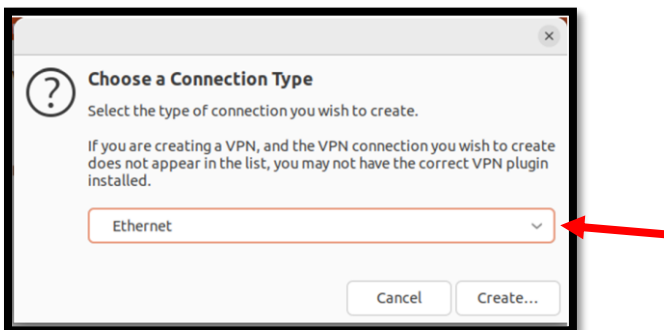 Choose a Connection Type
Select the type of connection you wish to create.
If you are creating a VPN, and the VPN connection you wish to create
does not appear in the list, you may not have the correct VPN plugin
installed.
Ethernet
Cancel
Create...